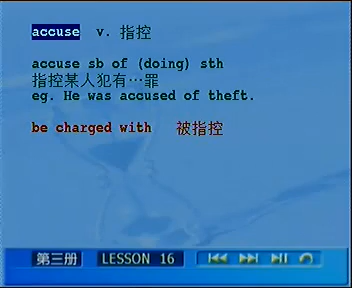 accuse v. 指控
accuse sb of (doing) sth
指控某人犯有…罪
eg. He was accused of theft.
be charged with 被指控
第三册 LESSON 16